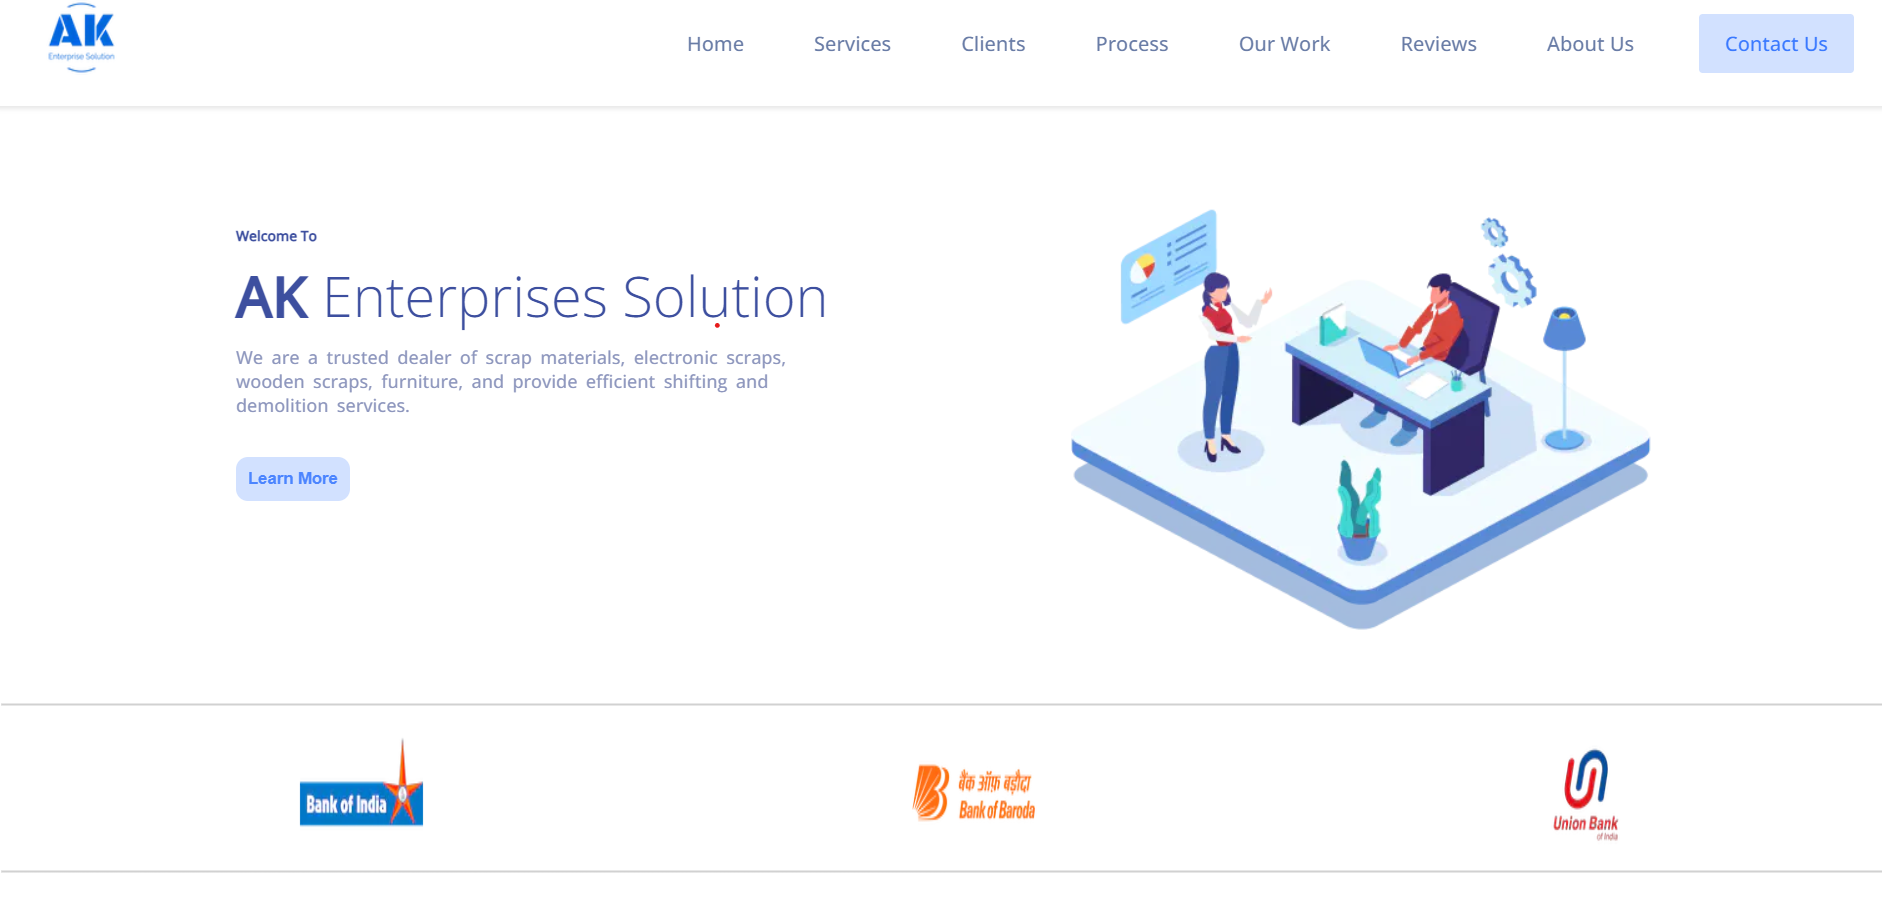 AK
Enterprise Solution
Home
Services
Clients
Process
Our Work
Reviews
About Us
Contact Us
Welcome To
AK Enterprises Solution
We are a trusted dealer of scrap materials, electronic scraps,
wooden scraps, furniture, and provide efficient shifting and
demolition services.
Learn More
Bank of India
बैंक ऑफ़ बड़ौदा
Bank of Baroda
Union Bank
of India